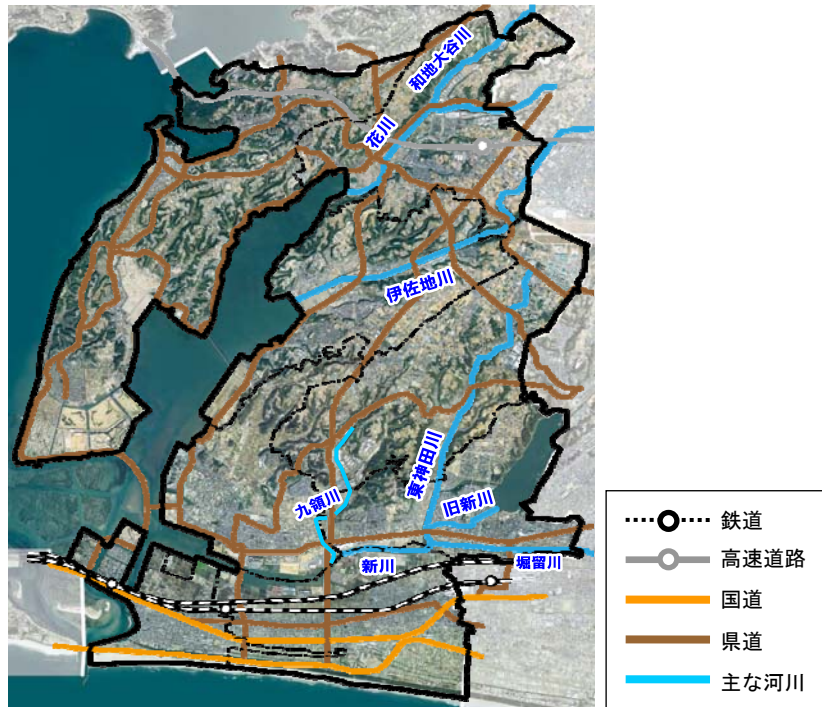 和地大谷川
花川
伊佐地川
東神田川
九領川
旧新川
新川
堀留川
鉄道
高速道路
国道
県道
主な河川